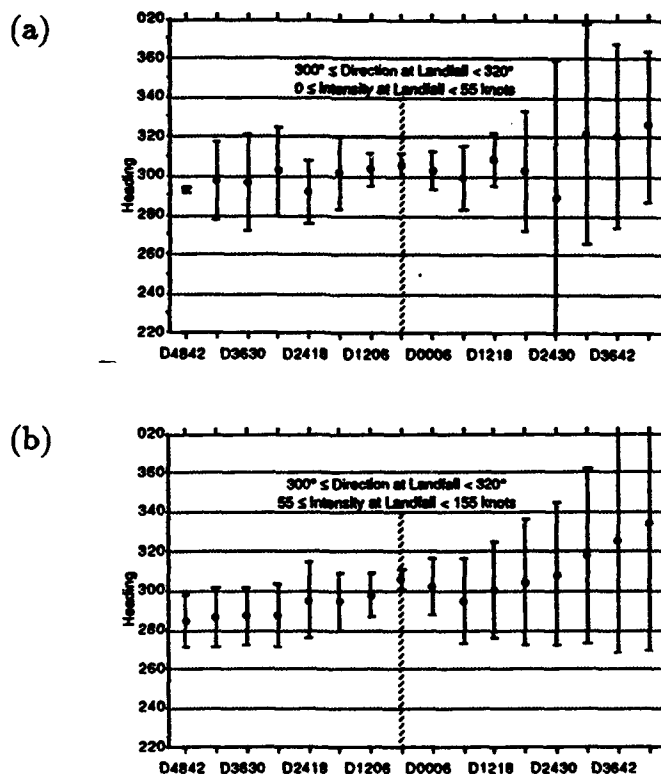 (a)
020
360
340
320
300
280
260
240
220
Heading
300° ≤ Direction at Landfall < 320°
0 ≤ Intensity at Landfall < 55 knots
D4842 D3630 D2418 D1206 D0006 D1218 D2430 D3642
(b)
020
360
340
320
300
280
260
240
220
Heading
300° ≤ Direction at Landfall < 320°
55 ≤ Intensity at Landfall < 155 knots
D4842 D3630 D2418 D1206 D0006 D1218 D2430 D3642